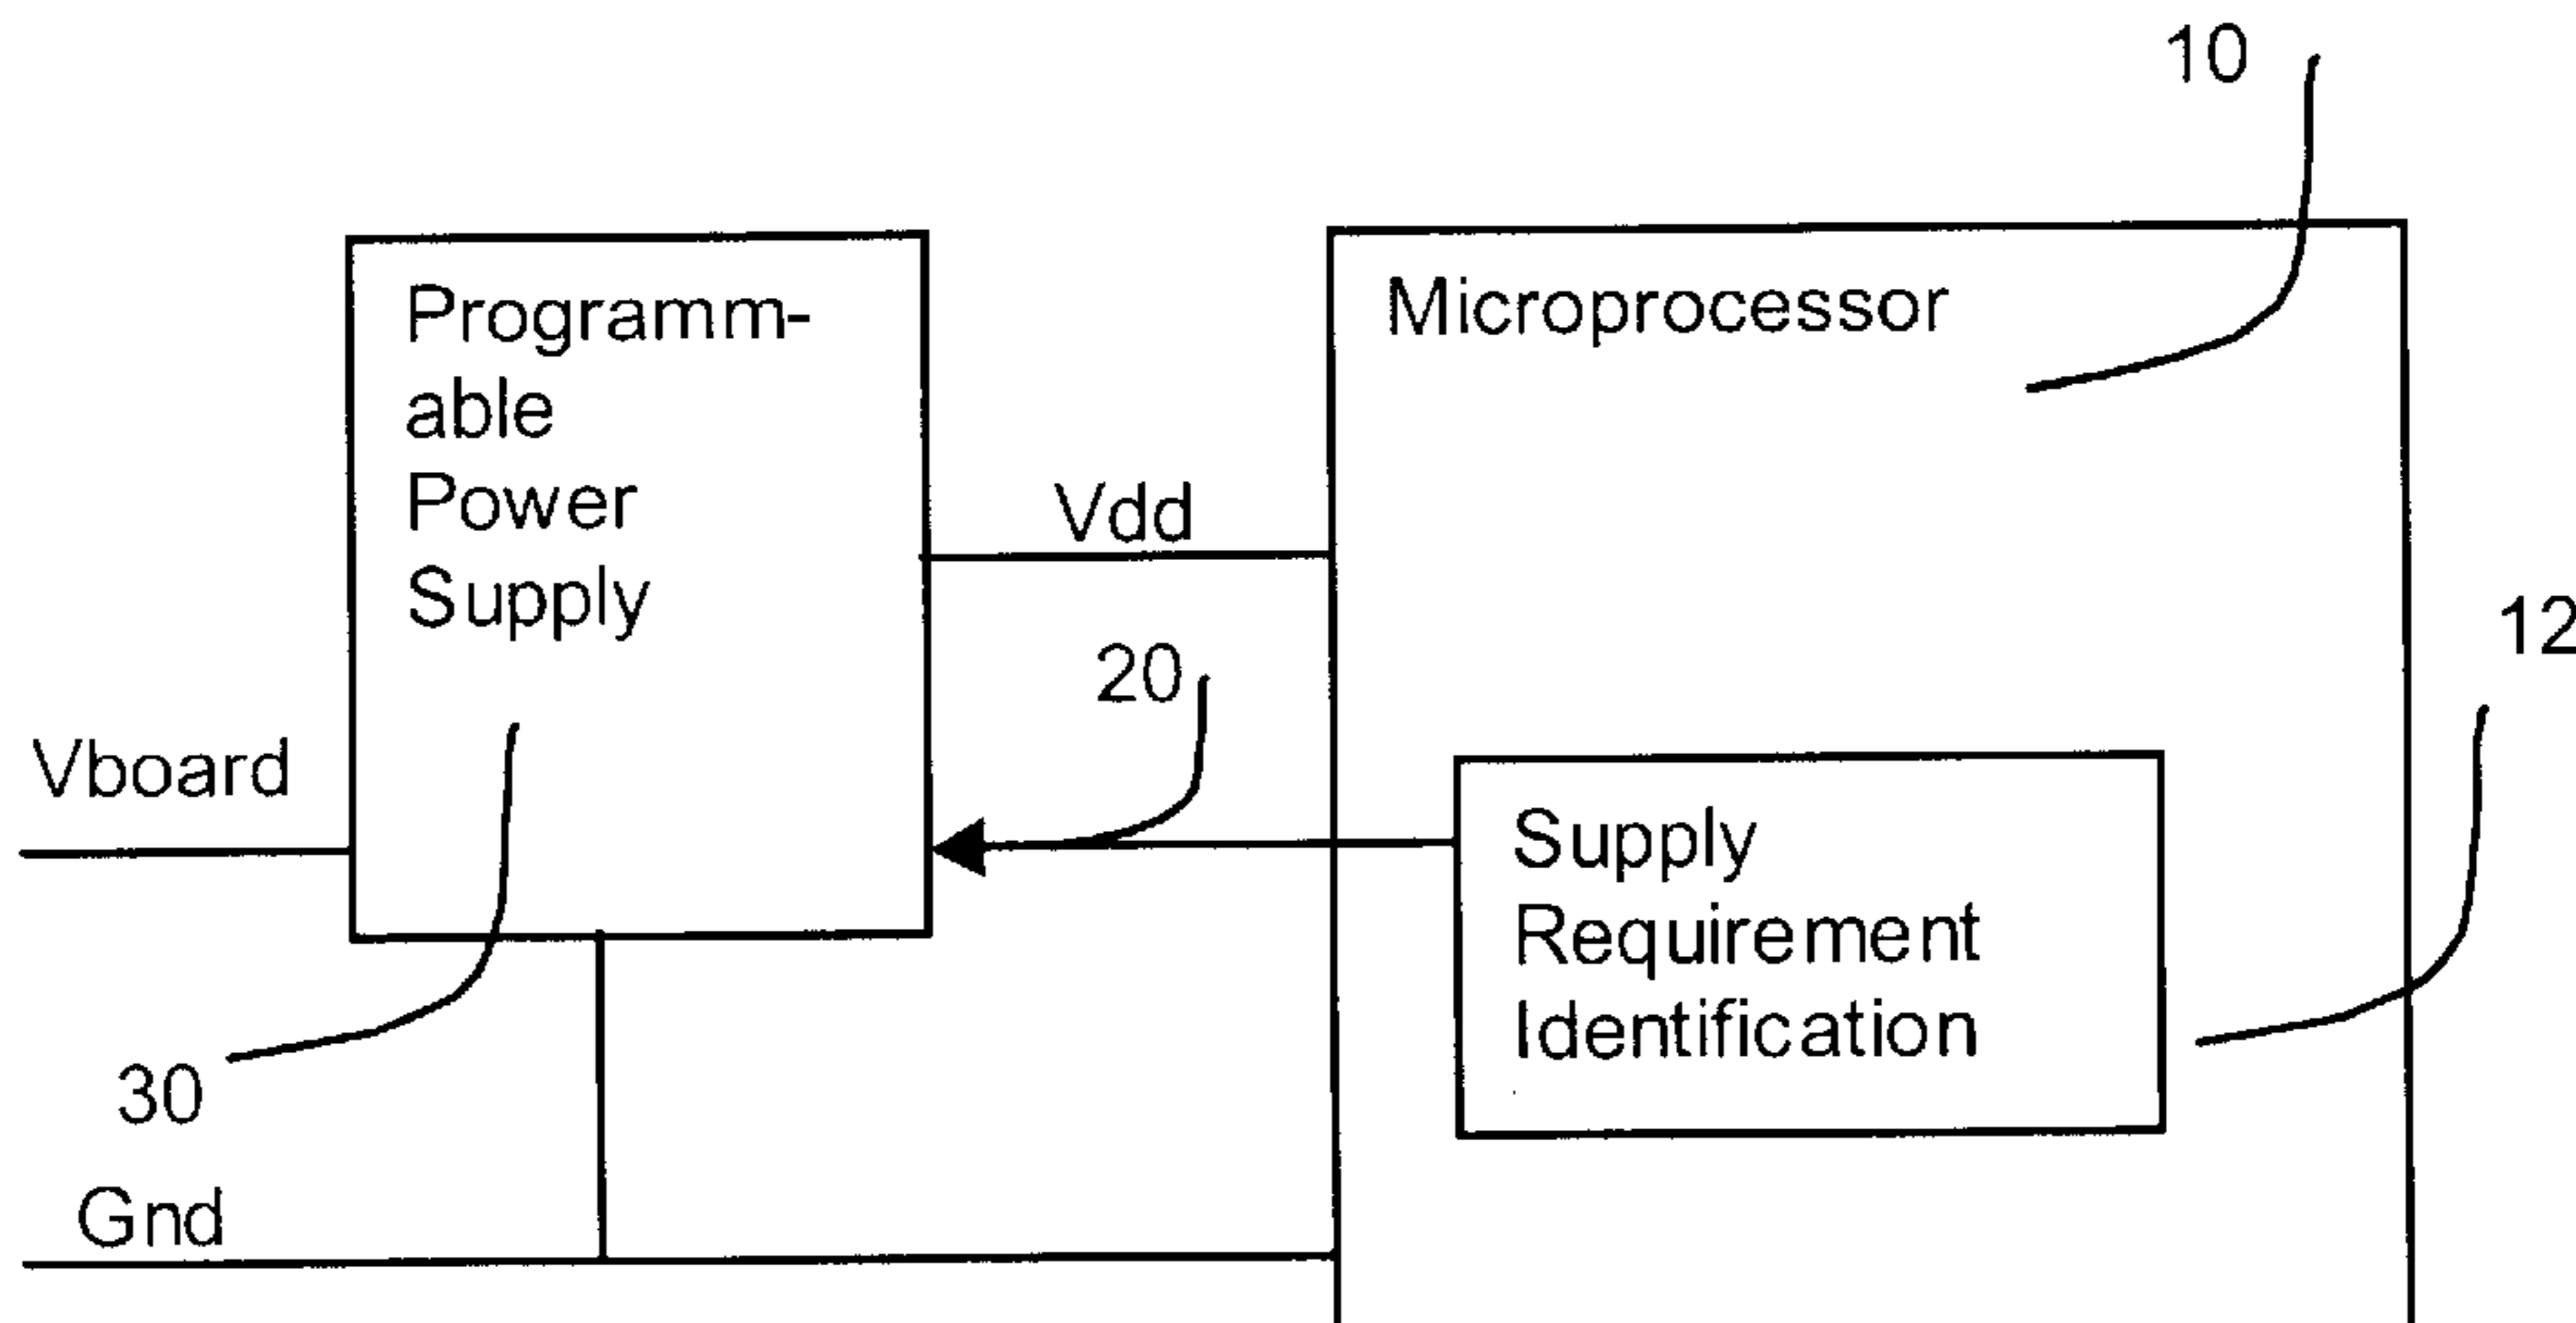 10
Programm-
able
Power
Supply
Microprocessor
Vdd
12
20
Vboard
Supply
Requirement
Identification
30
Gnd